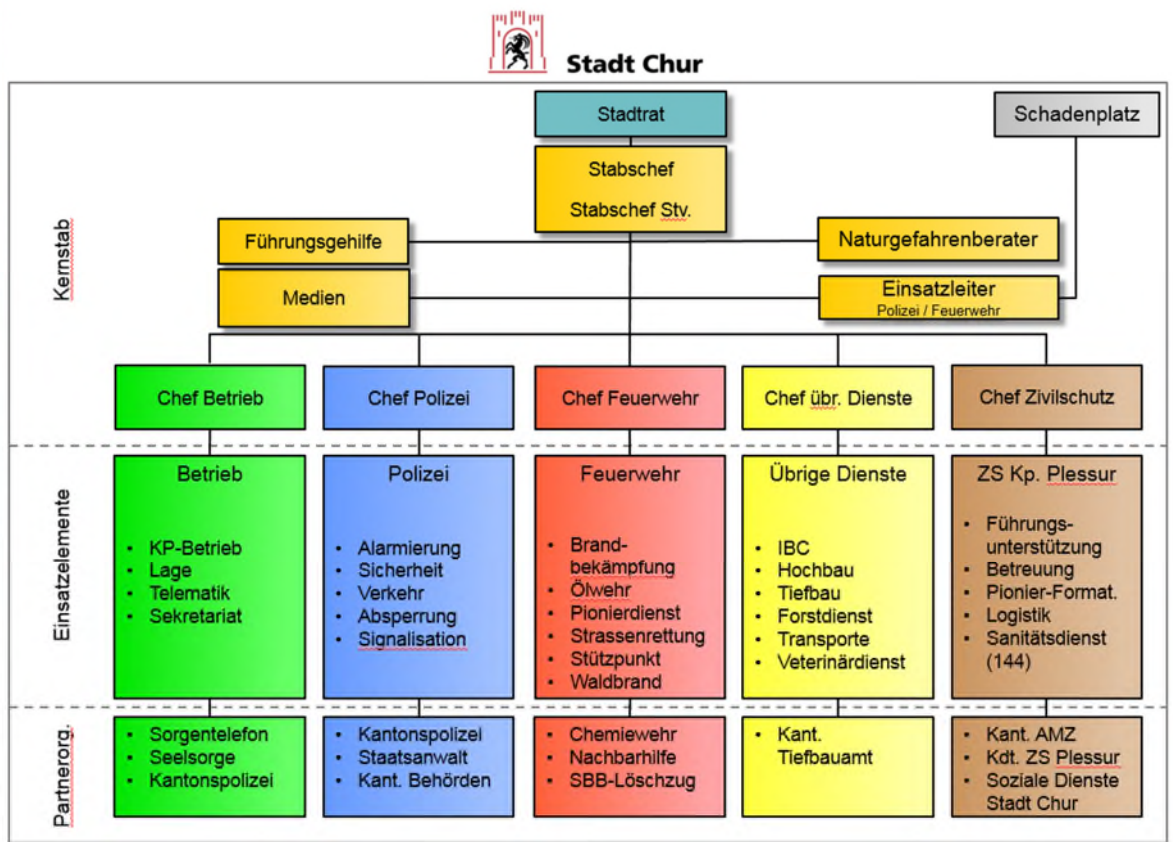 Stadt Chur
Stadtrat
Schadenplatz
Stabschef
Stabschef Stv.
Führungsgehilfe
Naturgefahrenberater
Medien
Einsatzleiter
Polizei / Feuerwehr
Kernstab
Chef Betrieb
Chef Polizei
Chef Feuerwehr
Chef übr. Dienste
Chef Zivilschutz
Einsatzelemente
Betrieb
• KP-Betrieb
• Lage
• Telematik
• Sekretariat
Polizei
• Alarmierung
• Sicherheit
• Verkehr
• Absperrung
• Signalisation
Feuerwehr
• Brand-
bekämpfung
• Ölwehr
• Pionierdienst
• Strassenrettung
• Stützpunkt
• Waldbrand
Übrige Dienste
• IBC
• Hochbau
• Tiefbau
• Forstdienst
• Transporte
• Veterinärdienst
ZS Kp. Plessur
• Führungs-
unterstützung
• Betreuung
• Pionier-Format.
• Logistik
• Sanitätsdienst
(144)
Partnerorg.
• Sorgentelefon
• Seelsorge
• Kantonspolizei
• Kantonspolizei
• Staatsanwalt
• Kant. Behörden
• Chemiewehr
• Nachbarhilfe
• SBB-Löschzug
• Kant.
Tiefbauamt
• Kant. AMZ
• Kdt. ZS Plessur
• Soziale Dienste
Stadt Chur